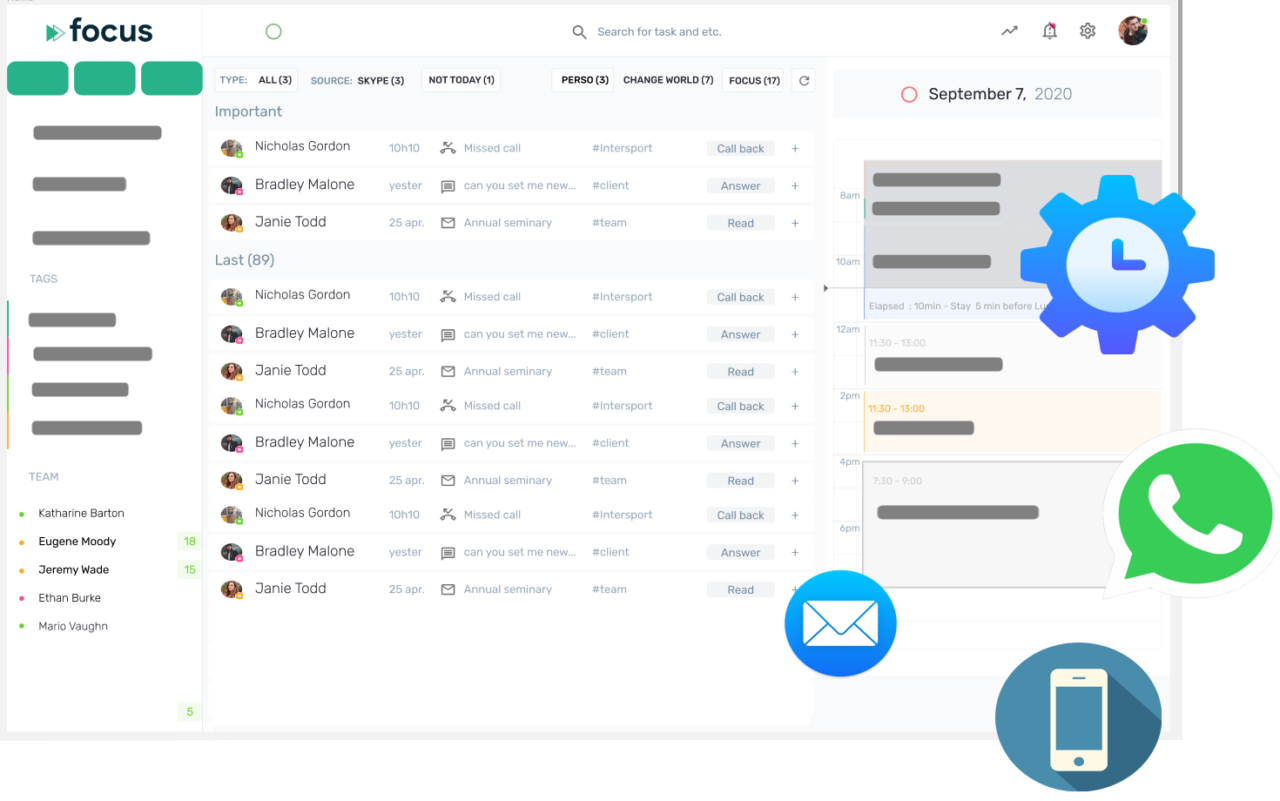 focus
Search for task and etc.
TYPE: ALL (3) SOURCE: SKYPE (3) NOT TODAY (1) PERSO (3) CHANGE WORLD (7) FOCUS (17)
Important
Nicholas Gordon 10h10 Missed call #Intersport Call back +
Bradley Malone yester can you set me new... #client Answer +
Janie Todd 25 apr. Annual seminary #team Read +
Last (89)
Nicholas Gordon 10h10 Missed call #Intersport Call back +
Bradley Malone yester can you set me new... #client Answer +
Janie Todd 25 apr. Annual seminary #team Read +
Nicholas Gordon 10h10 Missed call #Intersport Call back +
Bradley Malone yester can you set me new... #client Answer +
Janie Todd 25 apr. Annual seminary #team Read +
Nicholas Gordon 10h10 Missed call #Intersport Call back +
Bradley Malone yester can you set me new... #client Answer +
Janie Todd 25 apr. Annual seminary #team Read +
TAGS
TEAM
Katharine Barton
Eugene Moody 18
Jeremy Wade 15
Ethan Burke
Mario Vaughn
5
September 7, 2020
8am
10am
Elapsed : 10min - Stay 5 min before
12am
11:30 - 13:00
2pm
11:30 - 13:00
4pm
7:30 - 9:00
6pm